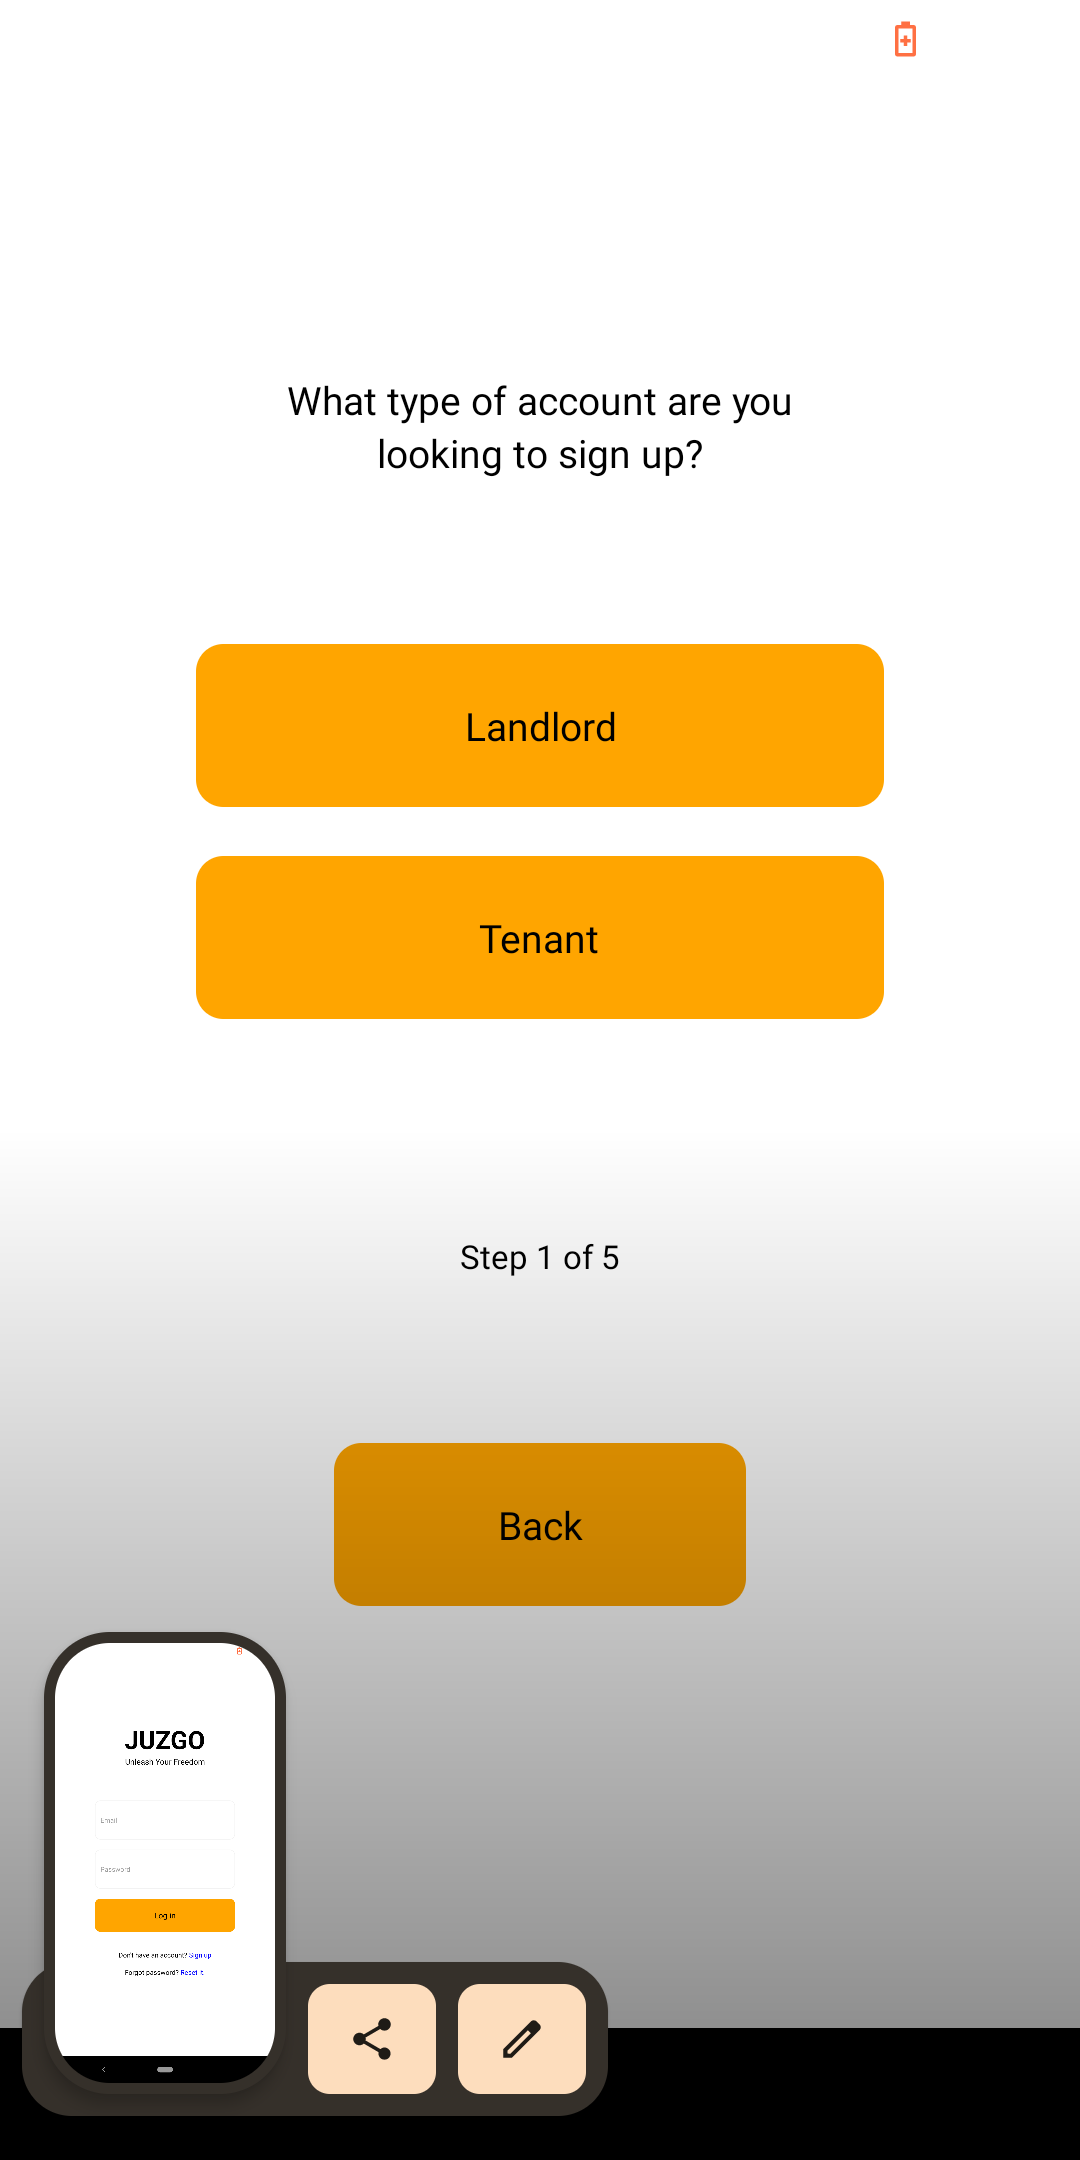 What type of account are you
looking to sign up?
Landlord
Tenant
Step 1 of 5
Back
JUZGO
Unleash Your Freedom
Email
Password
Log in
Don't have an account? Sign up
Forgot password? Reset it